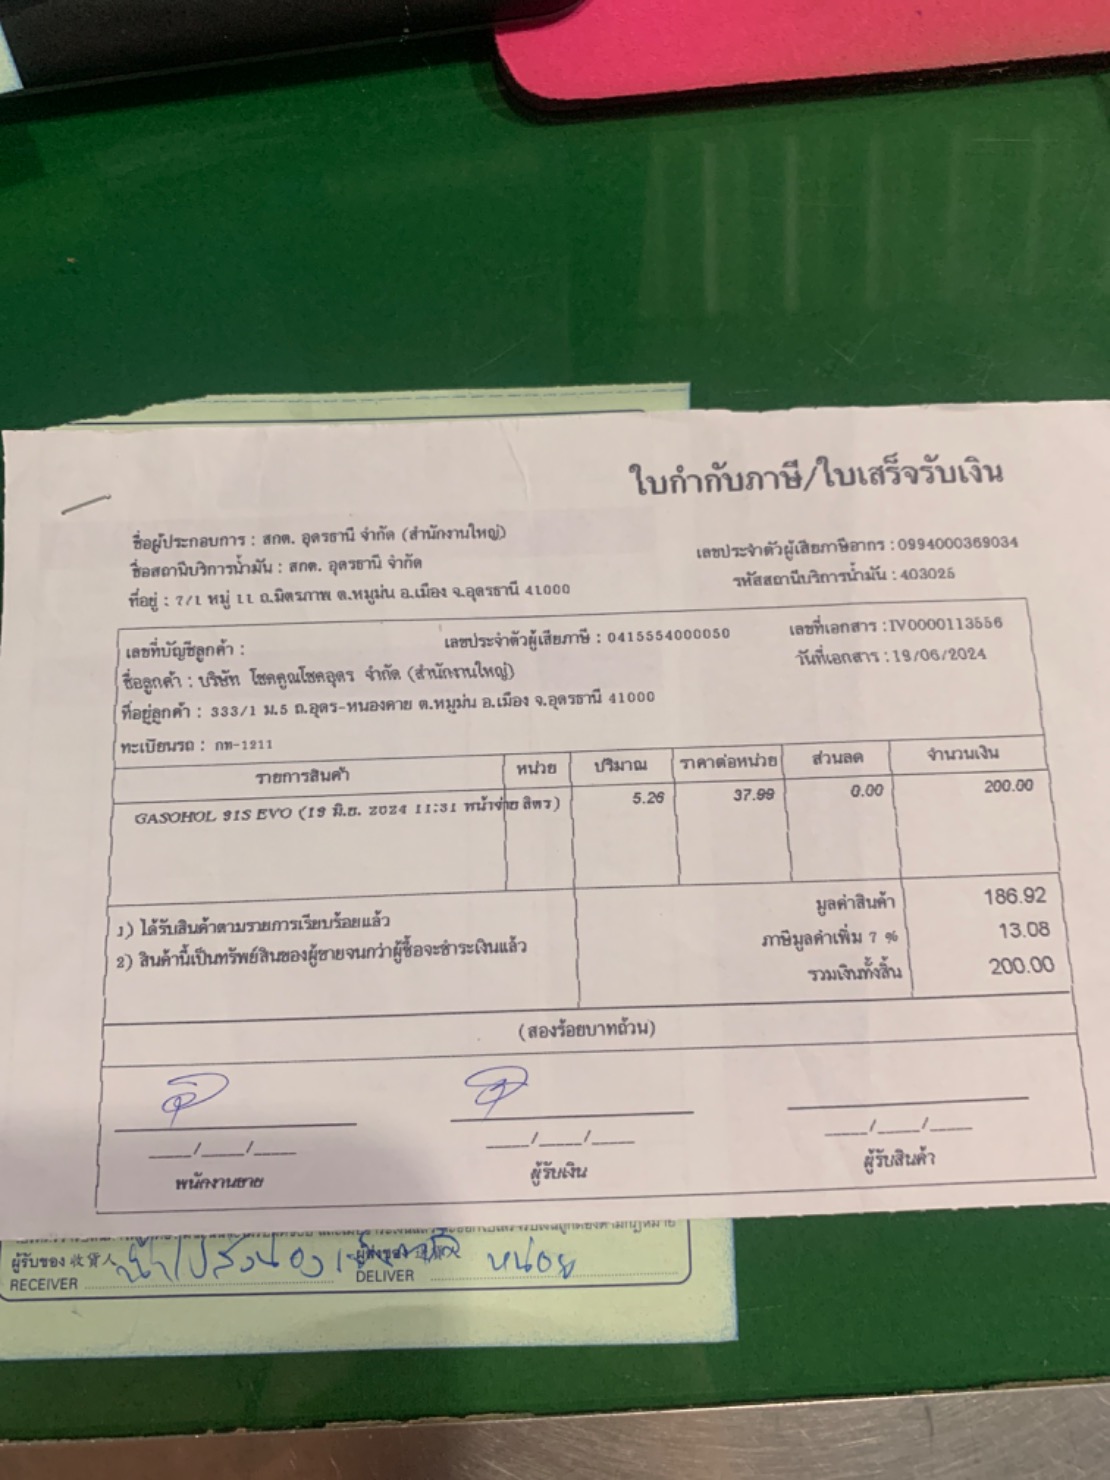 ใบกำกับภาษี/ใบเสร็จรับเงิน
ชื่อผู้ประกอบการ : สกต. อุดรธานี จำกัด (สำนักงานใหญ่)
เลขประจำตัวผู้เสียภาษีอากร : 0994000369034
ชื่อสถานีบริการน้ำมัน : สกต. อุดรธานี จำกัด
รหัสสถานีบริการน้ำมัน : 403025
ที่อยู่ : 7/1 หมู่ 11 ถ.มิตรภาพ ต.หมูม่น อ.เมือง จ.อุดรธานี 41000
เลขที่บัญชีลูกค้า : เลขประจำตัวผู้เสียภาษี : 0415554000050 เลขที่เอกสาร : IV0000113556
ชื่อลูกค้า : บริษัท โชคคูณโชคอุดร จำกัด (สำนักงานใหญ่) วันที่เอกสาร : 19/06/2024
ที่อยู่ลูกค้า : 333/1 ม.5 ถ.อุดร-หนองคาย ต.หมูม่น อ.เมือง จ.อุดรธานี 41000
ทะเบียนรถ : กท-1211
รายการสินค้า หน่วย ปริมาณ ราคาต่อหน่วย ส่วนลด จำนวนเงิน
GASOHOL 91S EVO (19 มิ.ย. 2024 11:31 หน้าจ่าย ลิตร) 5.26 37.99 0.00 200.00
1) ได้รับสินค้าตามรายการเรียบร้อยแล้ว มูลค่าสินค้า 186.92
2) สินค้านี้เป็นทรัพย์สินของผู้ขายจนกว่าผู้ซื้อจะชำระเงินแล้ว ภาษีมูลค่าเพิ่ม 7 % 13.08
รวมเงินทั้งสิ้น 200.00
(สองร้อยบาทถ้วน)
____/____/____ ____/____/____ ____/____/____
พนักงานขาย ผู้รับเงิน ผู้รับสินค้า
ผู้รับของ 收貨人
RECEIVER DELIVER หน่อย